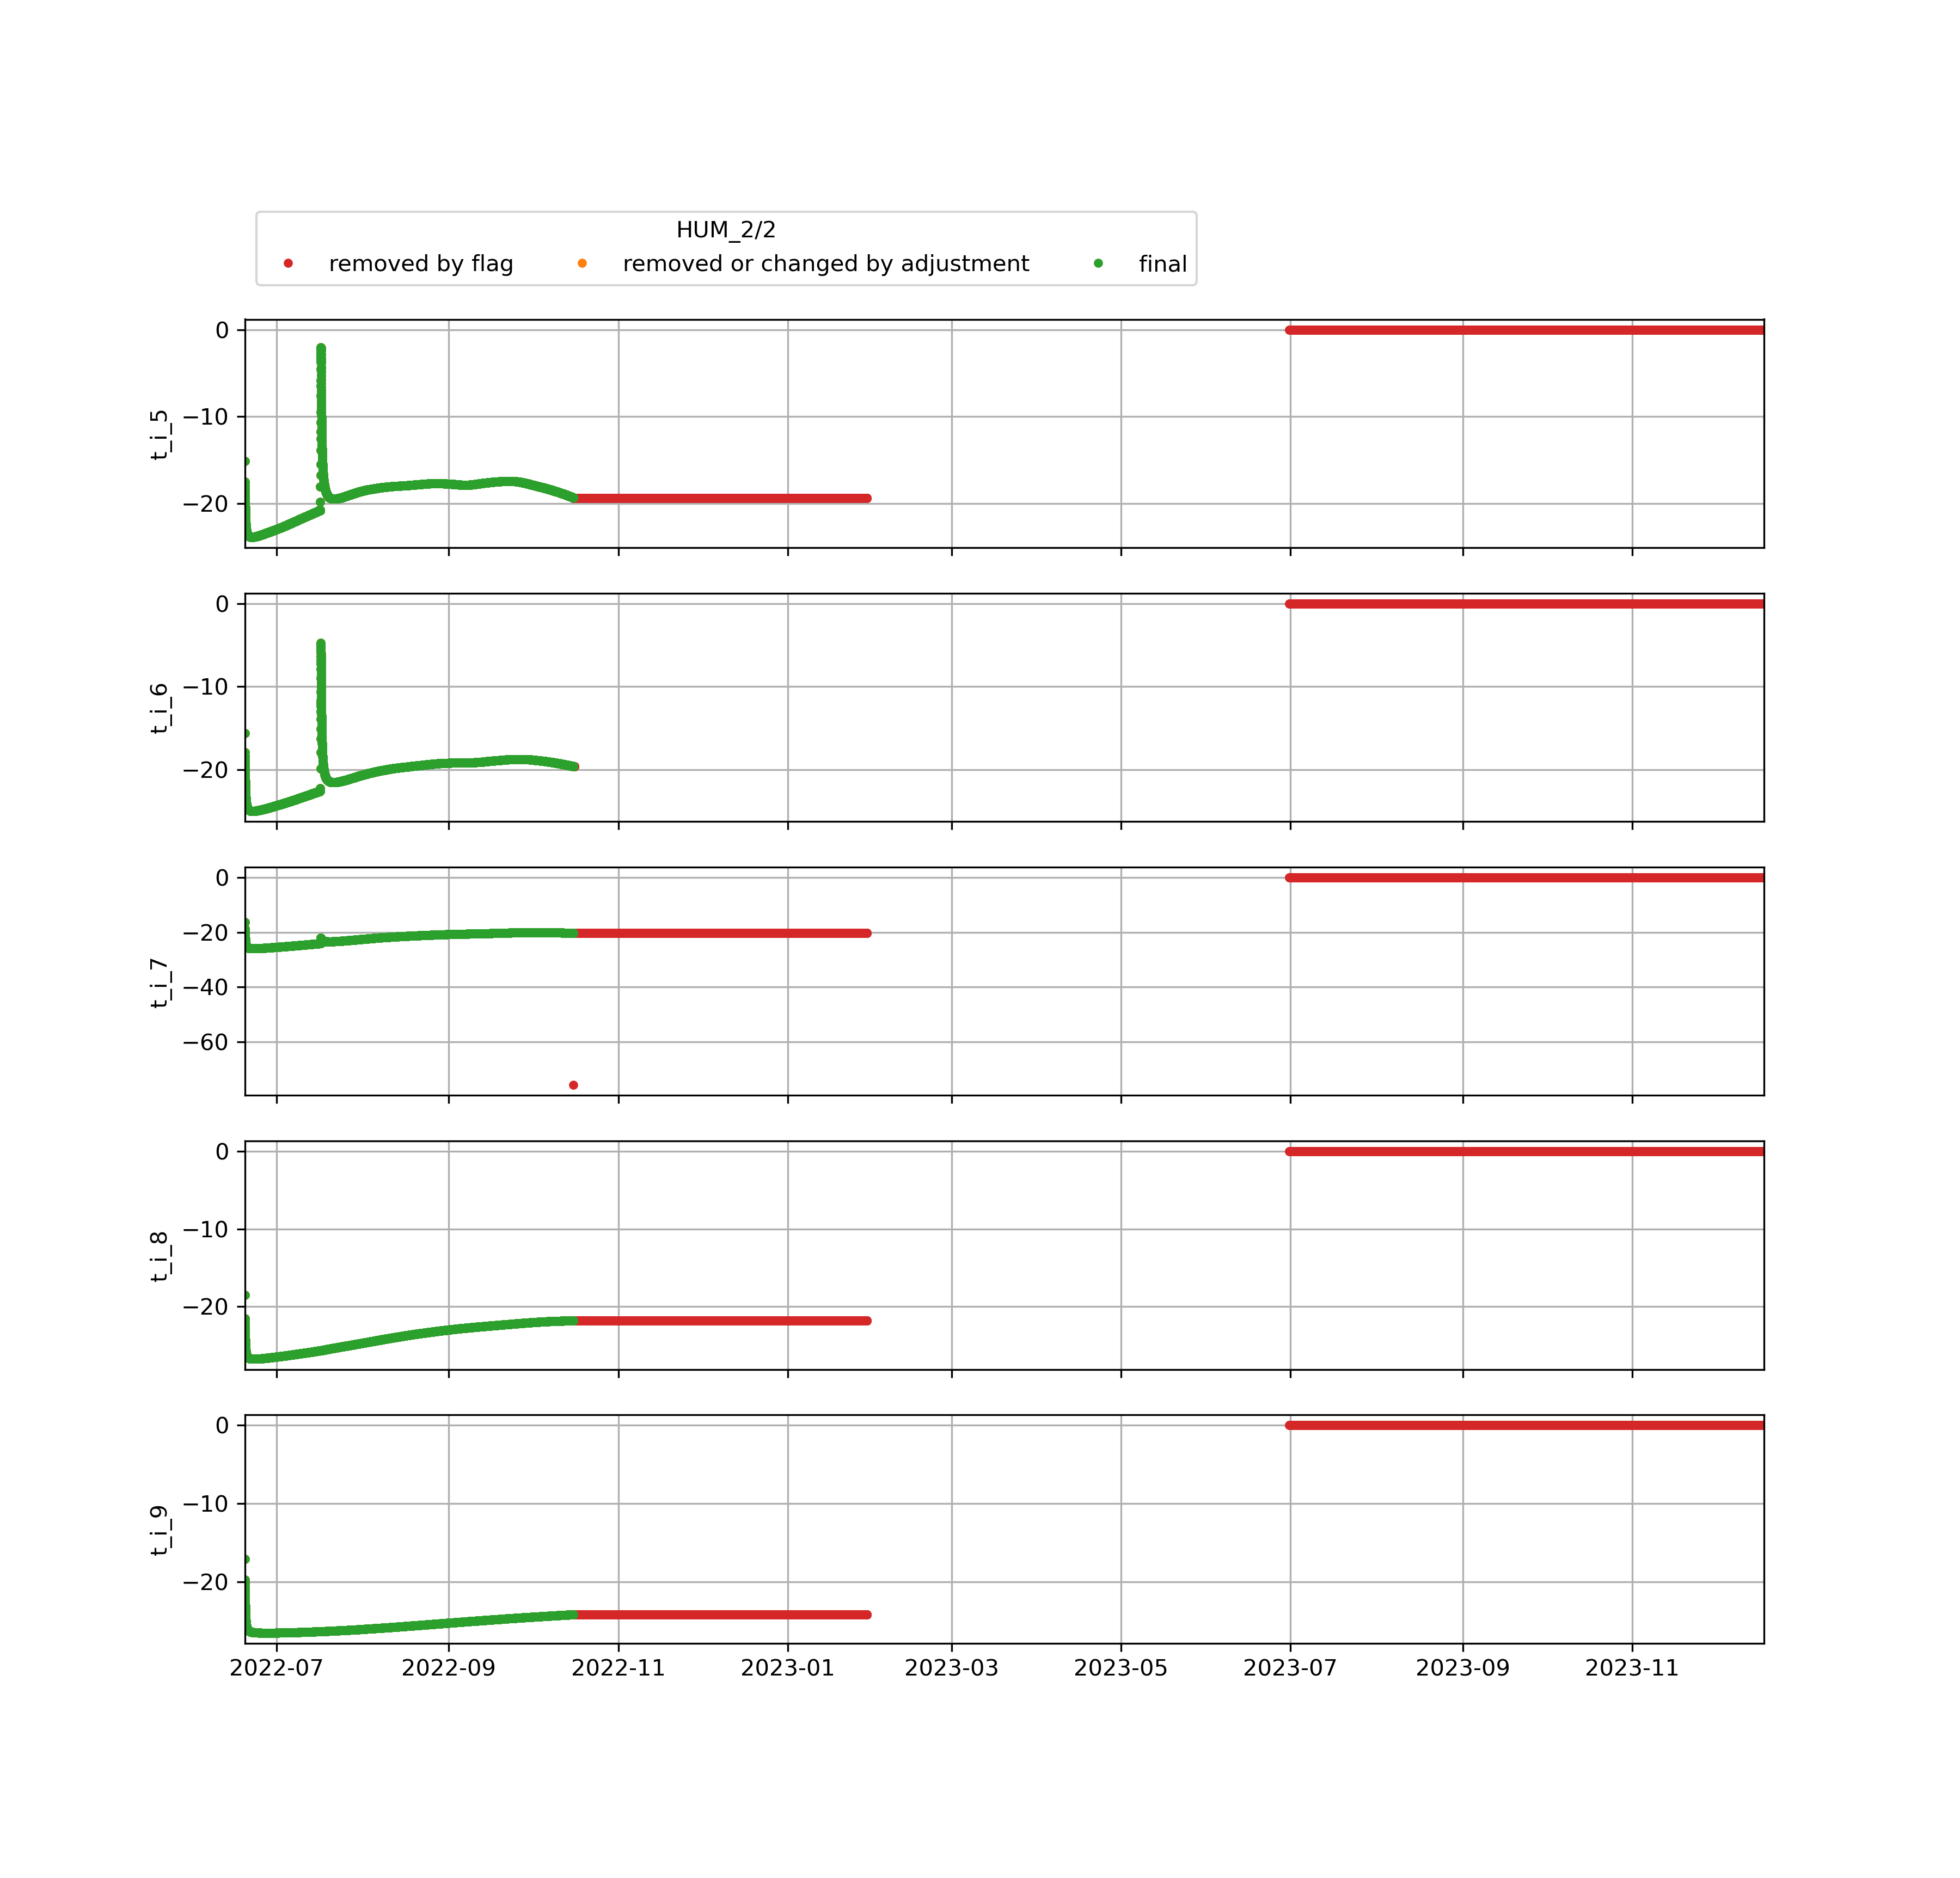 HUM_2/2
removed by flag removed or changed by adjustment final
0
−10
−20
t_i_5
0
−10
−20
t_i_6
0
−20
−40
−60
t_i_7
0
−10
−20
t_i_8
0
−10
−20
t_i_9
2022-07 2022-09 2022-11 2023-01 2023-03 2023-05 2023-07 2023-09 2023-11